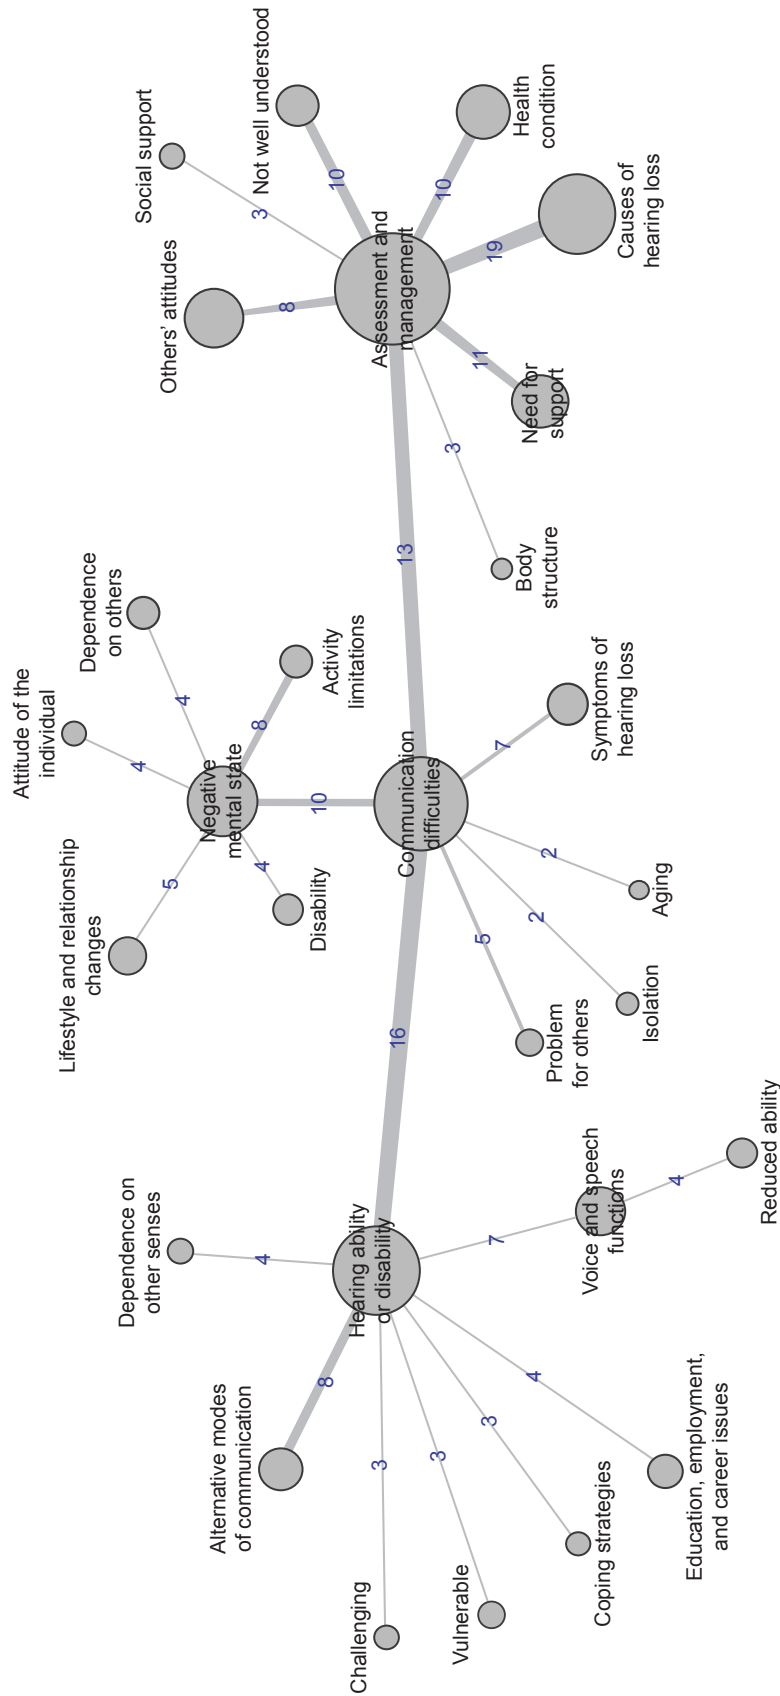 Attitude of the
individual
4
Lifestyle and relationship
changes
5
Dependence
on others
4
Dependence on
other senses
4
Social support
3
Others’ attitudes
8
Alternative modes
of communication
8
Negative
mental state
Not well understood
10
8
4
Disability
Activity
limitations
10
Challenging
3
Hearing ability
or disability
16
Communication
difficulties
13
Assessment and
management
10
Health
condition
Vulnerable
3
3
7
5
2
2
7
3
11
19
4
Body
structure
Need for
support
Problem
for others
Coping strategies
Voice and speech
functions
Symptoms of
hearing loss
Causes of
hearing loss
Isolation
Aging
4
Education, employment,
and career issues
Reduced ability